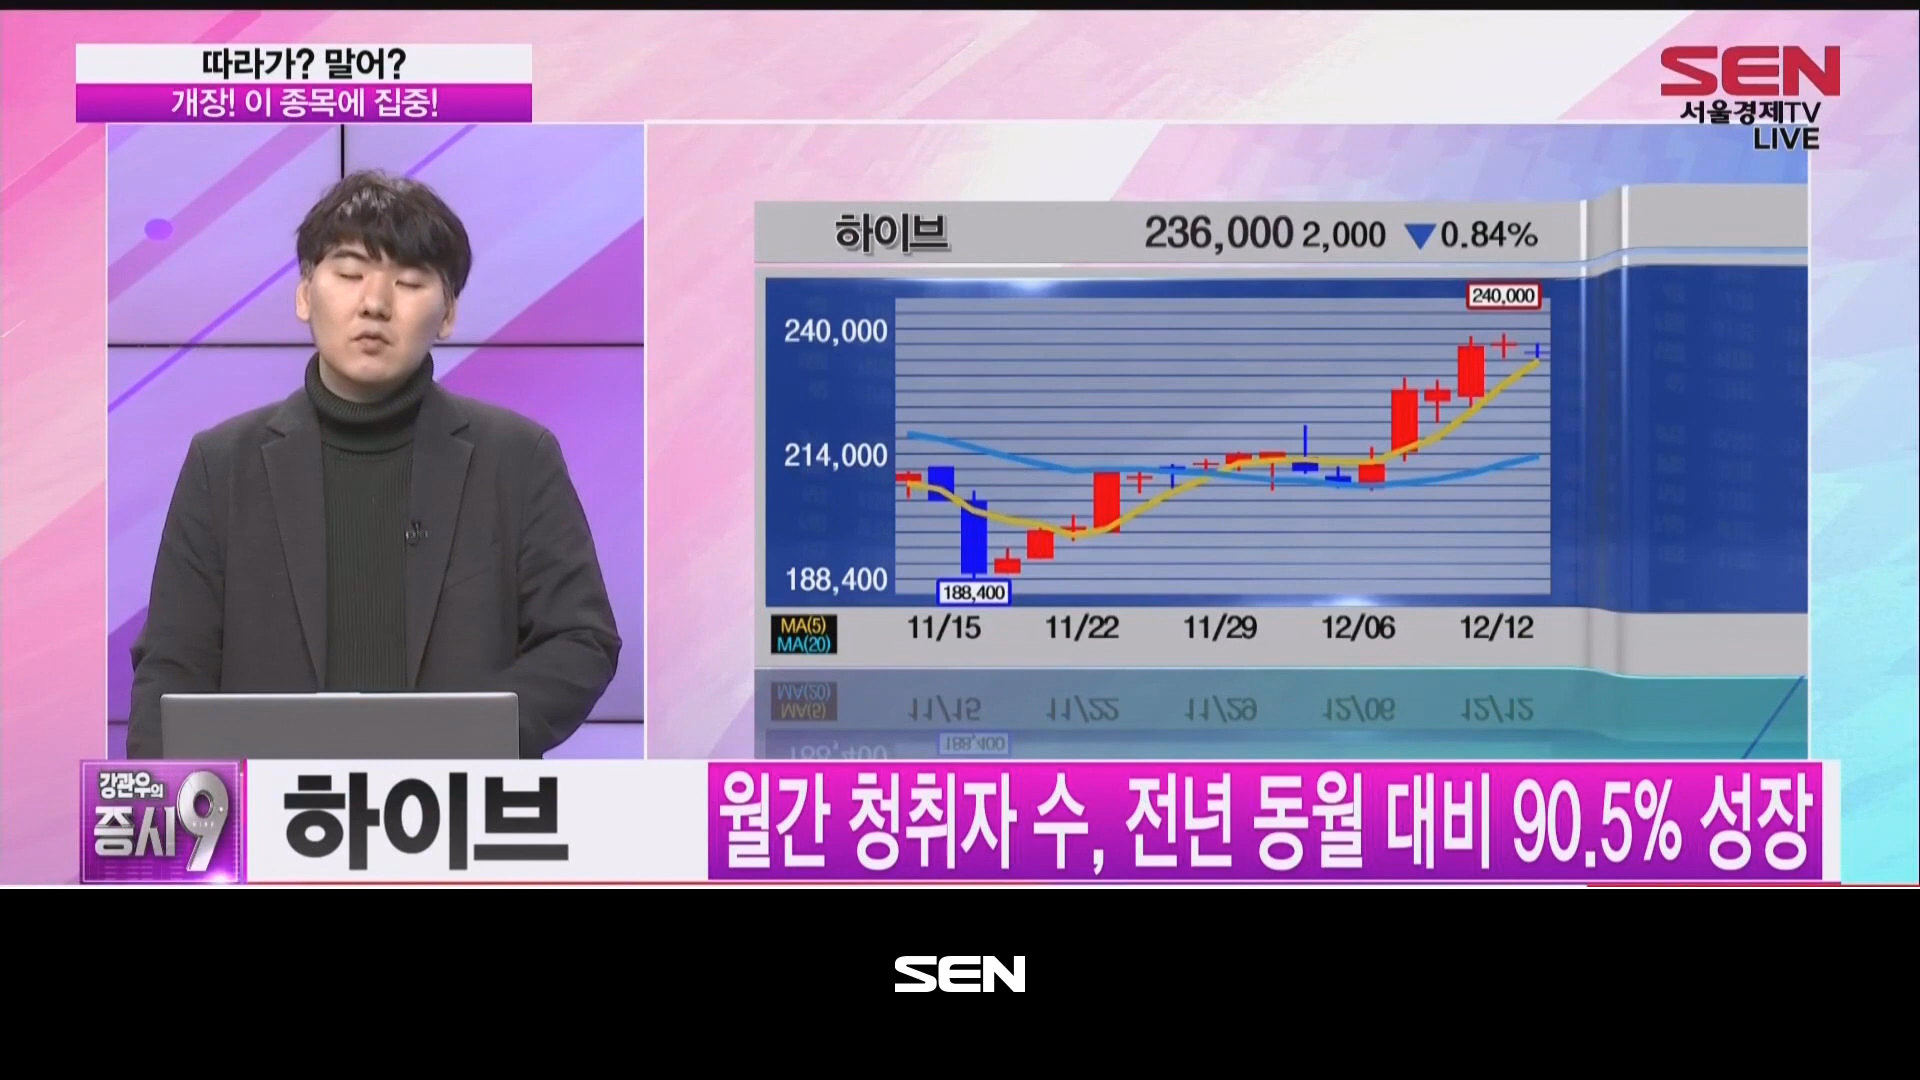 따라가? 말어?
개장! 이 종목에 집중!
SEN
서울경제TV
LIVE
하이브 236,000 2,000 ▼0.84%
240,000
240,000
214,000
188,400
188,400
MA(5)
MA(20)
11/15 11/22 11/29 12/06 12/12
강관우의
증시9
하이브
월간 청취자 수, 전년 동월 대비 90.5% 성장
SEN